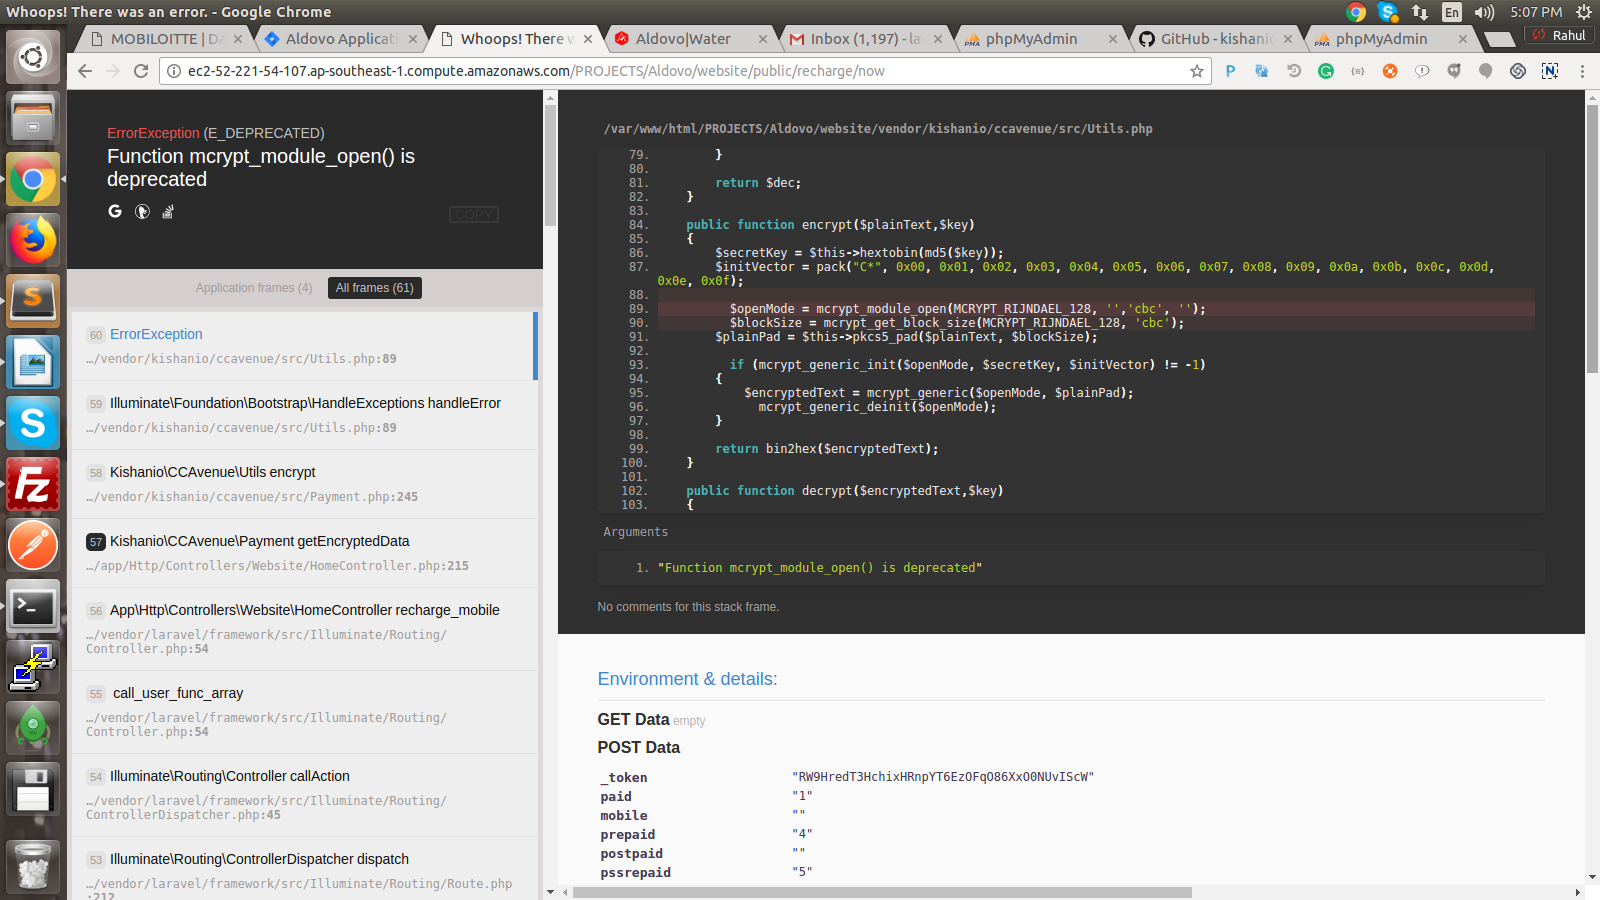 Whoops! There was an error. - Google Chrome
En
5:07 PM
MOBILOITTE | Da
Aldovo Applicati
Whoops! There w
Aldovo|Water
Inbox (1,197) - la
phpMyAdmin
GitHub - kishanic
phpMyAdmin
Rahul
ec2-52-221-54-107.ap-southeast-1.compute.amazonaws.com/PROJECTS/Aldovo/website/public/recharge/now
ErrorException (E_DEPRECATED)
Function mcrypt_module_open() is
deprecated
COPY
Application frames (4)
All frames (61)
60 ErrorException
…/vendor/kishanio/ccavenue/src/Utils.php:89
59 Illuminate\Foundation\Bootstrap\HandleExceptions handleError
…/vendor/kishanio/ccavenue/src/Utils.php:89
58 Kishanio\CCAvenue\Utils encrypt
…/vendor/kishanio/ccavenue/src/Payment.php:245
57 Kishanio\CCAvenue\Payment getEncryptedData
…/app/Http/Controllers/Website/HomeController.php:215
56 App\Http\Controllers\Website\HomeController recharge_mobile
…/vendor/laravel/framework/src/Illuminate/Routing/
Controller.php:54
55 call_user_func_array
…/vendor/laravel/framework/src/Illuminate/Routing/
Controller.php:54
54 Illuminate\Routing\Controller callAction
…/vendor/laravel/framework/src/Illuminate/Routing/
ControllerDispatcher.php:45
53 Illuminate\Routing\ControllerDispatcher dispatch
…/vendor/laravel/framework/src/Illuminate/Routing/Route.php
:212
/var/www/html/PROJECTS/Aldovo/website/vendor/kishanio/ccavenue/src/Utils.php
79. }
80.
81. return $dec;
82. }
83.
84. public function encrypt($plainText,$key)
85. {
86. $secretKey = $this->hextobin(md5($key));
87. $initVector = pack("C*", 0x00, 0x01, 0x02, 0x03, 0x04, 0x05, 0x06, 0x07, 0x08, 0x09, 0x0a, 0x0b, 0x0c, 0x0d,
0x0e, 0x0f);
88.
89. $openMode = mcrypt_module_open(MCRYPT_RIJNDAEL_128, '','cbc', '');
90. $blockSize = mcrypt_get_block_size(MCRYPT_RIJNDAEL_128, 'cbc');
91. $plainPad = $this->pkcs5_pad($plainText, $blockSize);
92.
93. if (mcrypt_generic_init($openMode, $secretKey, $initVector) != -1)
94. {
95. $encryptedText = mcrypt_generic($openMode, $plainPad);
96. mcrypt_generic_deinit($openMode);
97. }
98.
99. return bin2hex($encryptedText);
100. }
101.
102. public function decrypt($encryptedText,$key)
103. {
Arguments
1. "Function mcrypt_module_open() is deprecated"
No comments for this stack frame.
Environment & details:
GET Data empty
POST Data
_token "RW9HredT3HchixHRnpYT6EzOFqO86XxO0NUvIScW"
paid "1"
mobile ""
prepaid "4"
postpaid ""
pssrepaid "5"